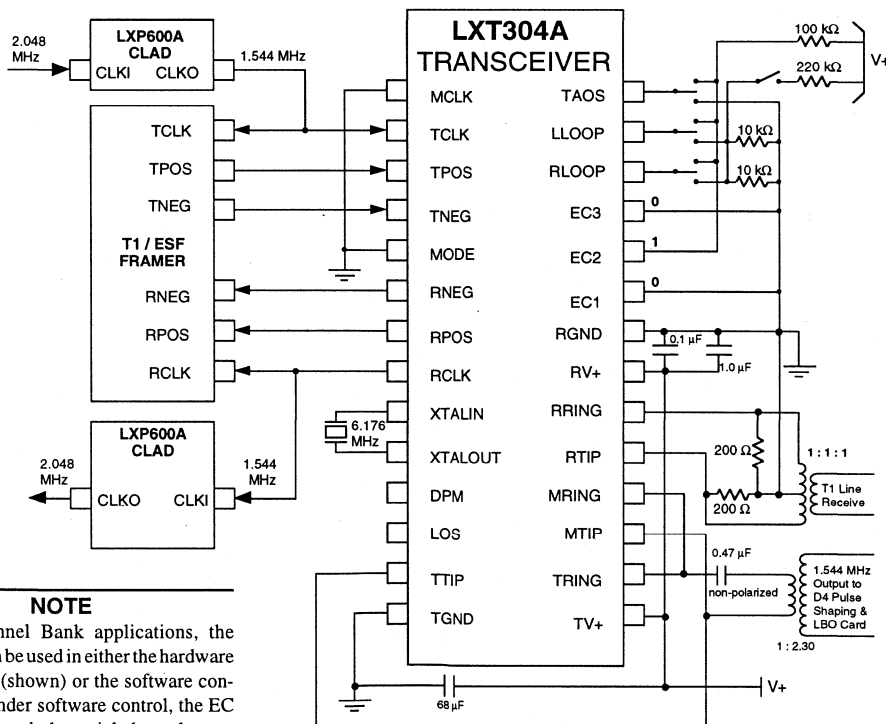 LXP600A
CLAD
2.048
MHz
CLKI CLKO
1.544 MHz
TCLK
TPOS
TNEG
T1 / ESF
FRAMER
RNEG
RPOS
RCLK
LXP600A
CLAD
2.048
MHz
1.544
MHz
CLKO CLKI
6.176
MHz
LXT304A
TRANSCEIVER
MCLK
TCLK
TPOS
TNEG
MODE
RNEG
RPOS
RCLK
XTALIN
XTALOUT
DPM
LOS
TTIP
TGND
TAOS
LLOOP
RLOOP
EC3
EC2
EC1
RGND
RV+
RRING
RTIP
MRING
MTIP
TRING
TV+
0
1
0
100 kΩ
220 kΩ
V+
10 kΩ
10 kΩ
0.1 µF
1.0 µF
200 Ω
200 Ω
1 : 1 : 1
T1 Line
Receive
0.47 µF
non-polarized
1.544 MHz
Output to
D4 Pulse
Shaping &
LBO Card
1 : 2.30
68 µF
V+
NOTE
nnel Bank applications, the
be used in either the hardware
(shown) or the software con-
nder software control, the EC